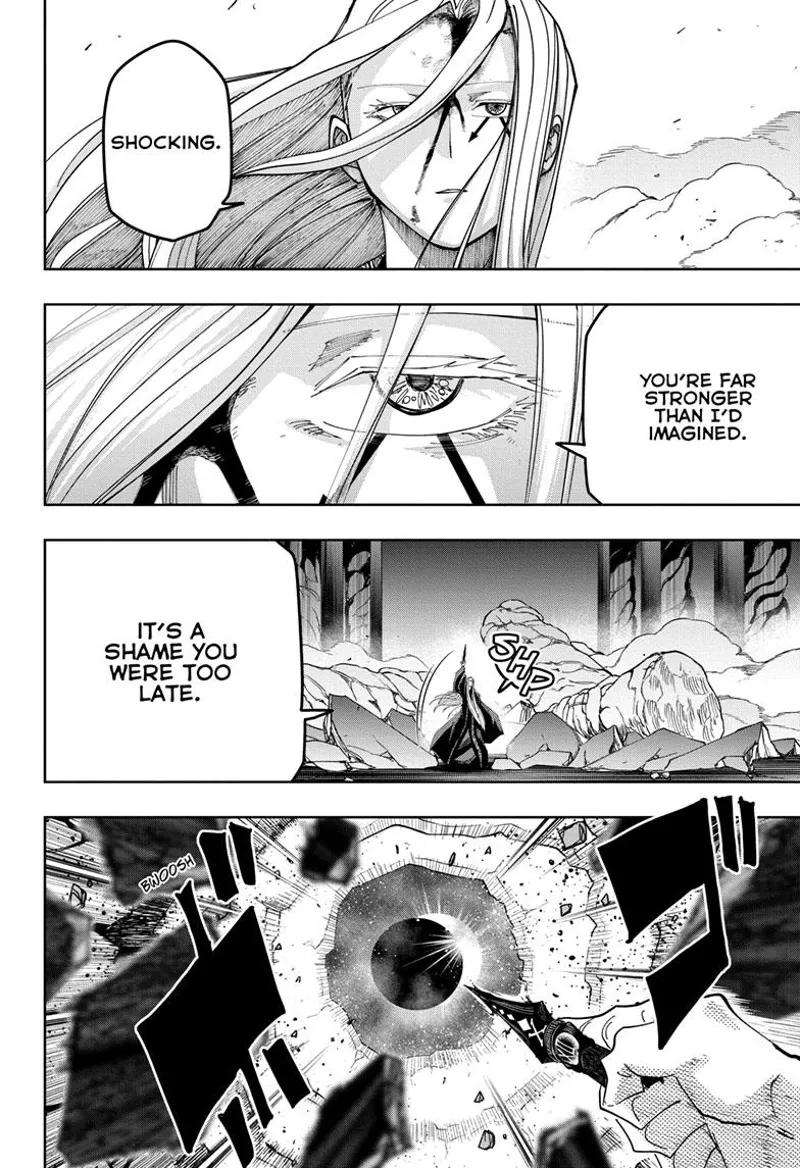 SHOCKING.
YOU'RE FAR
STRONGER
THAN I'D
IMAGINED.
IT'S A
SHAME YOU
WERE TOO
LATE.
SHP
BWOOSH